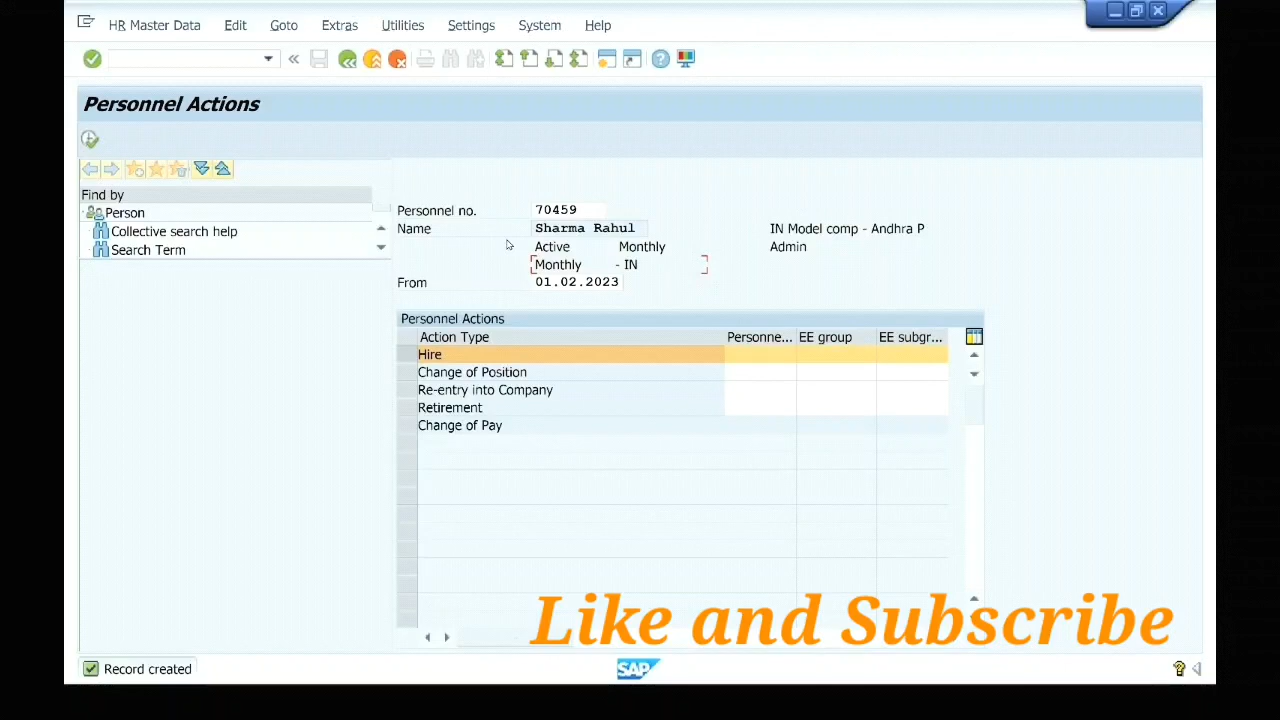 HR Master Data Edit Goto Extras Utilities Settings System Help
Personnel Actions
Find by
Person
Collective search help
Search Term
Personnel no. 70459
Name Sharma Rahul IN Model comp - Andhra P
Active Monthly Admin
Monthly - IN
From 01.02.2023
Personnel Actions
Action Type Personne... EE group EE subgr...
Hire
Change of Position
Re-entry into Company
Retirement
Change of Pay
Like and Subscribe
Record created SAP